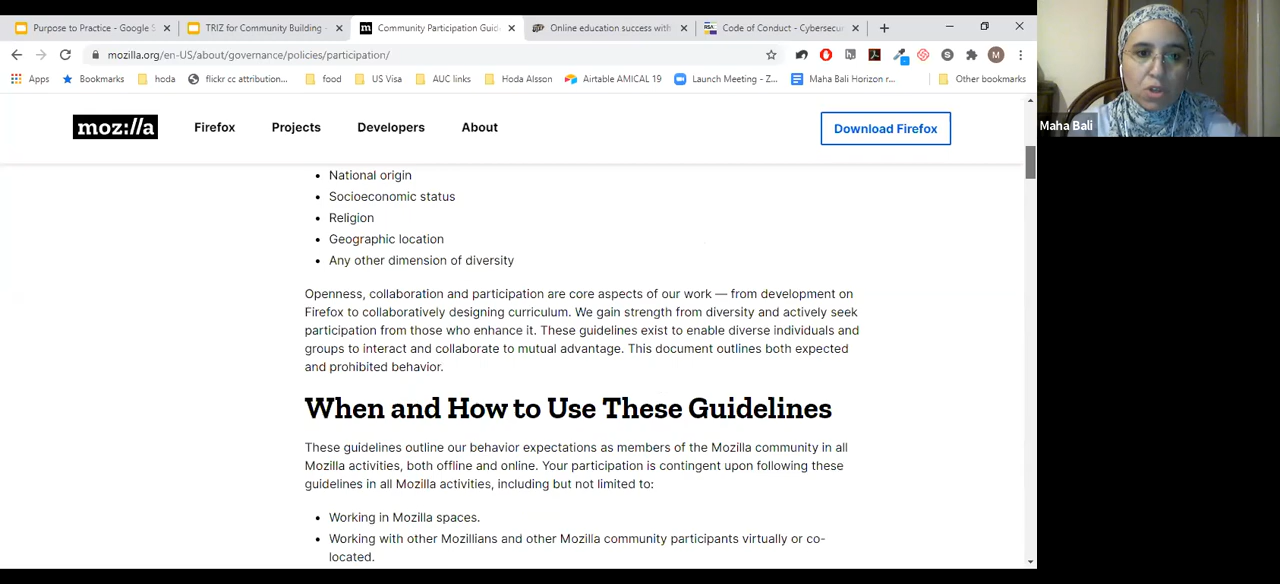 Purpose to Practice - Google S
TRIZ for Community Building -
Community Participation Guid
Online education success with
Code of Conduct - Cybersecur
mozilla.org/en-US/about/governance/policies/participation/
Apps
Bookmarks
hoda
flickr cc attribution...
food
US Visa
AUC links
Hoda Alsson
Airtable AMICAL 19
Launch Meeting - Z...
Maha Bali Horizon r...
Other bookmarks
moz://a
Firefox
Projects
Developers
About
Download Firefox
Maha Bali
• National origin
• Socioeconomic status
• Religion
• Geographic location
• Any other dimension of diversity
Openness, collaboration and participation are core aspects of our work — from development on
Firefox to collaboratively designing curriculum. We gain strength from diversity and actively seek
participation from those who enhance it. These guidelines exist to enable diverse individuals and
groups to interact and collaborate to mutual advantage. This document outlines both expected
and prohibited behavior.
When and How to Use These Guidelines
These guidelines outline our behavior expectations as members of the Mozilla community in all
Mozilla activities, both offline and online. Your participation is contingent upon following these
guidelines in all Mozilla activities, including but not limited to:
• Working in Mozilla spaces.
• Working with other Mozillians and other Mozilla community participants virtually or co-
located.